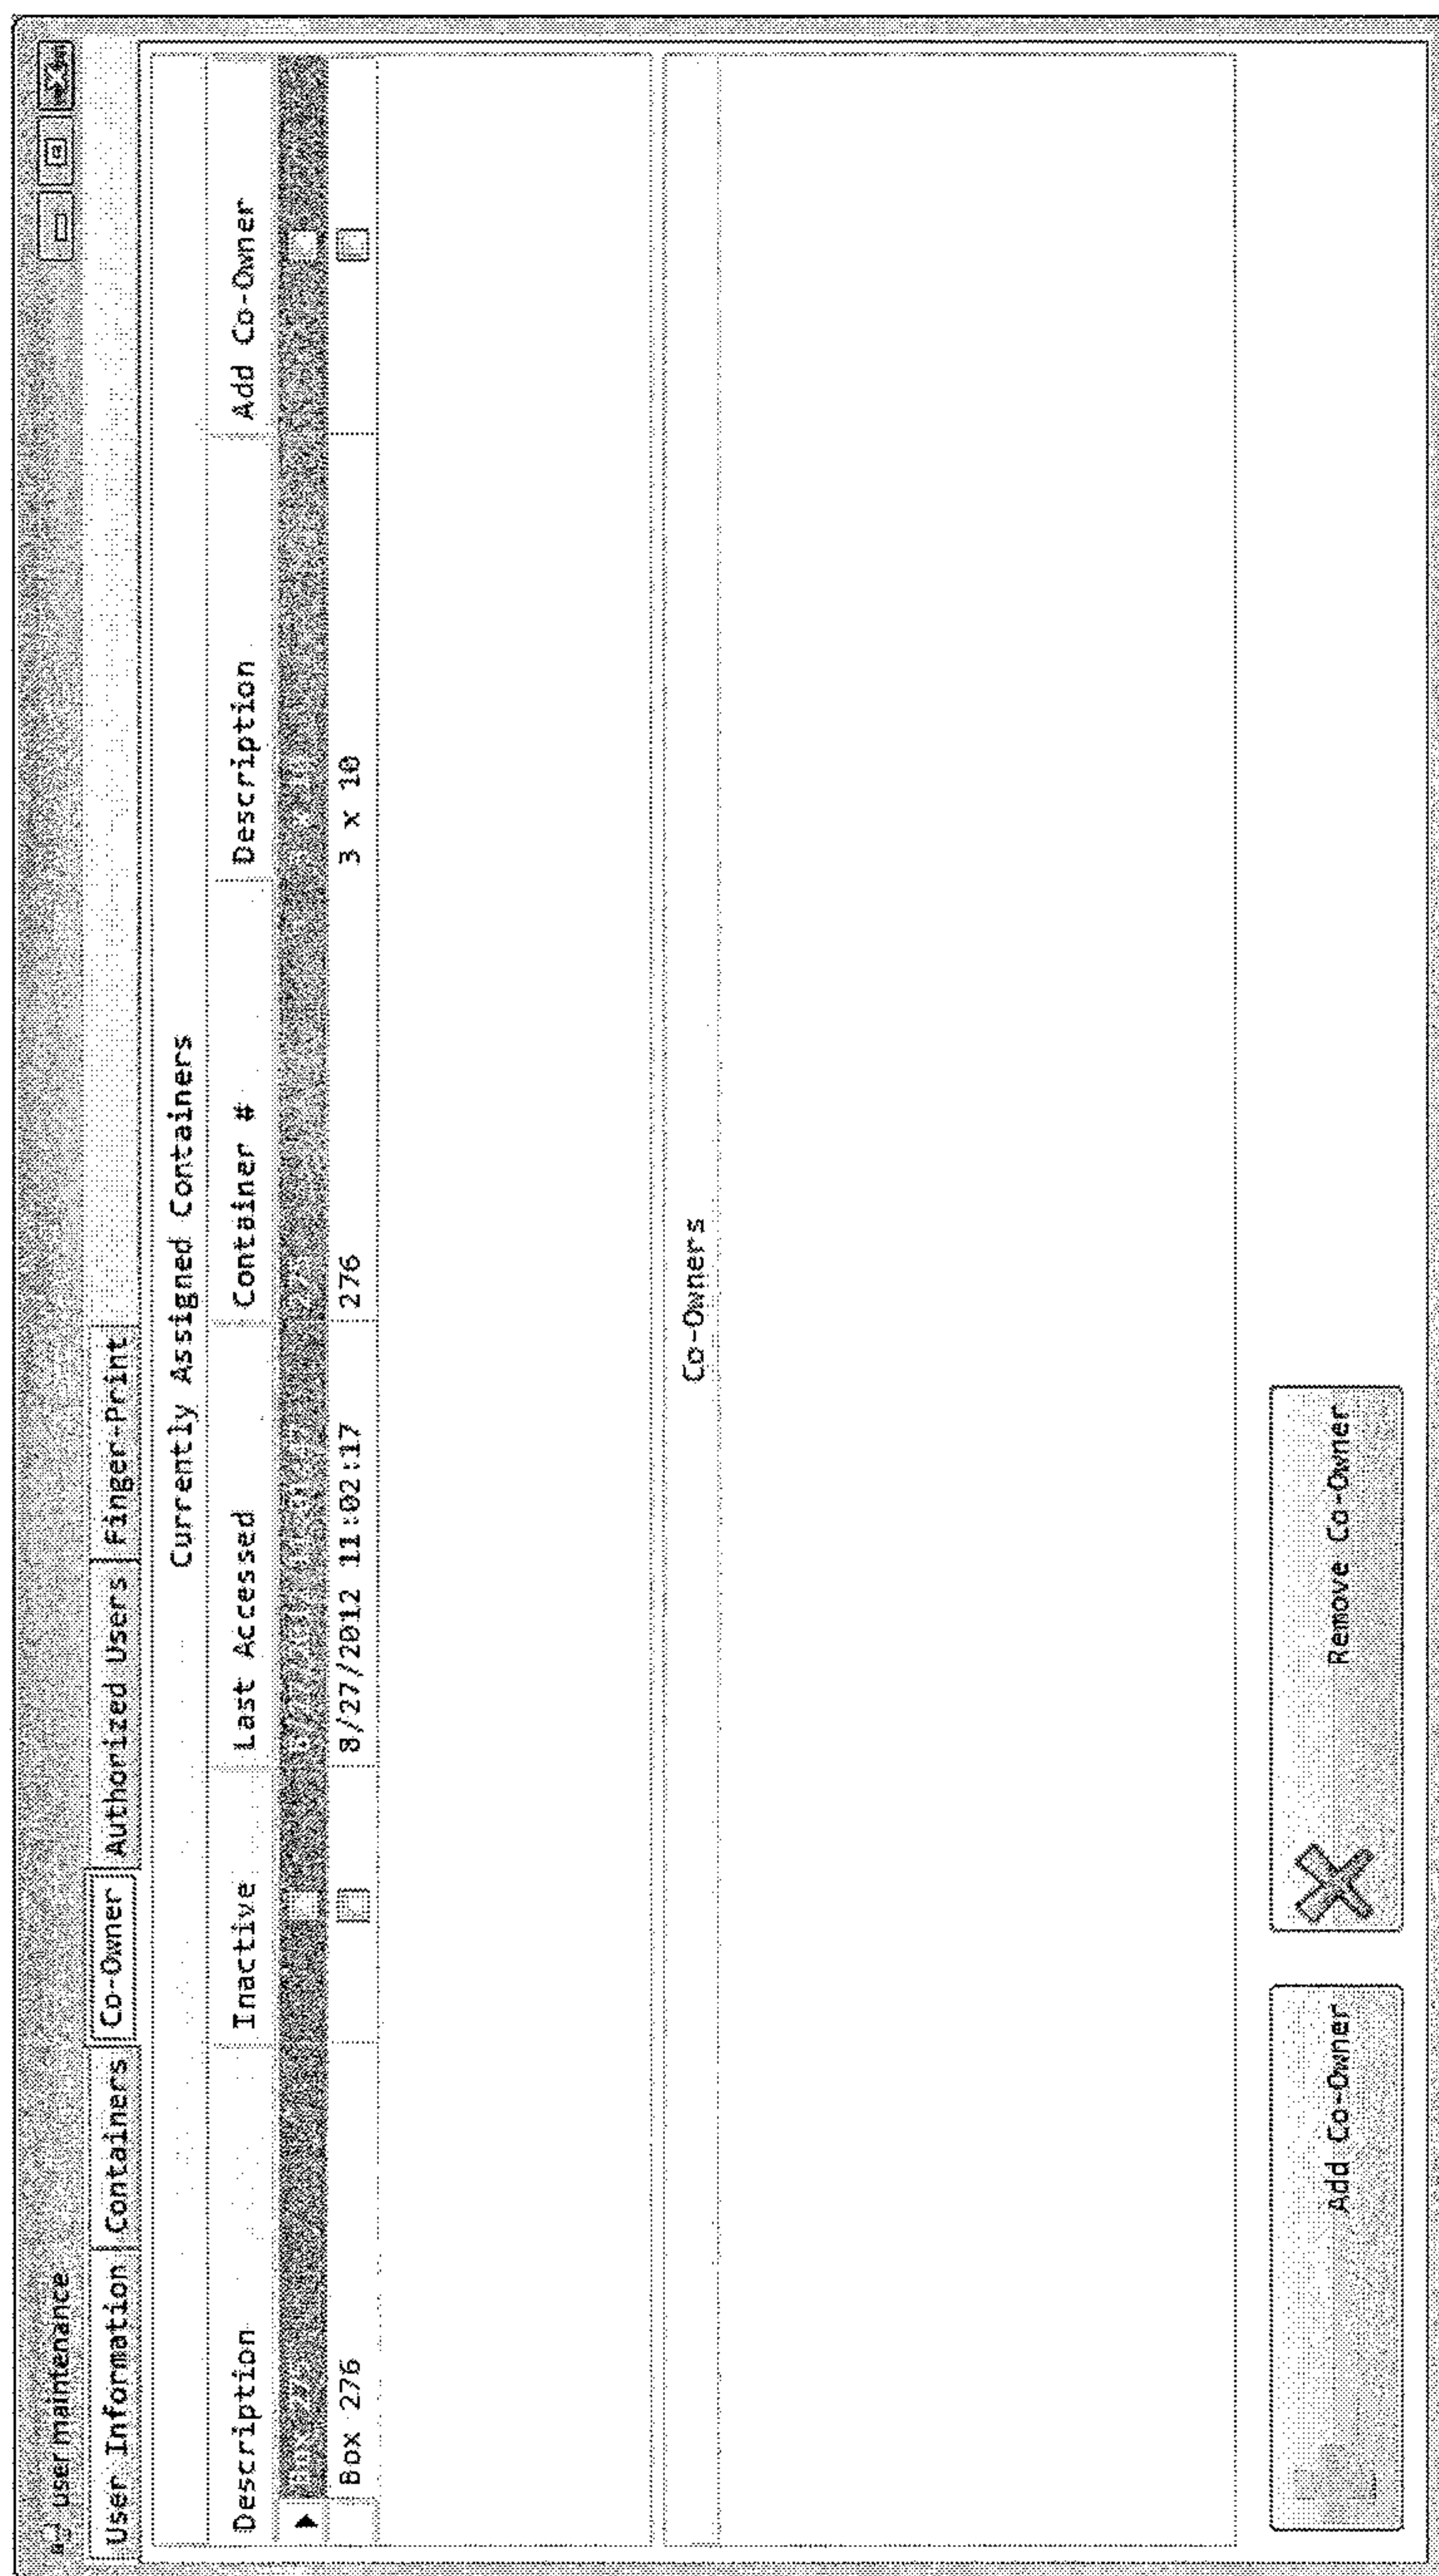 user maintenance
User Information Containers Co-Owner Authorized Users Finger-Print
Currently Assigned Containers
Description Inactive Last Accessed Container # Description Add Co-Owner
Box 276 8/27/2012 11:02:17 276 3 x 10
Co-Owners
Add Co-Owner Remove Co-Owner